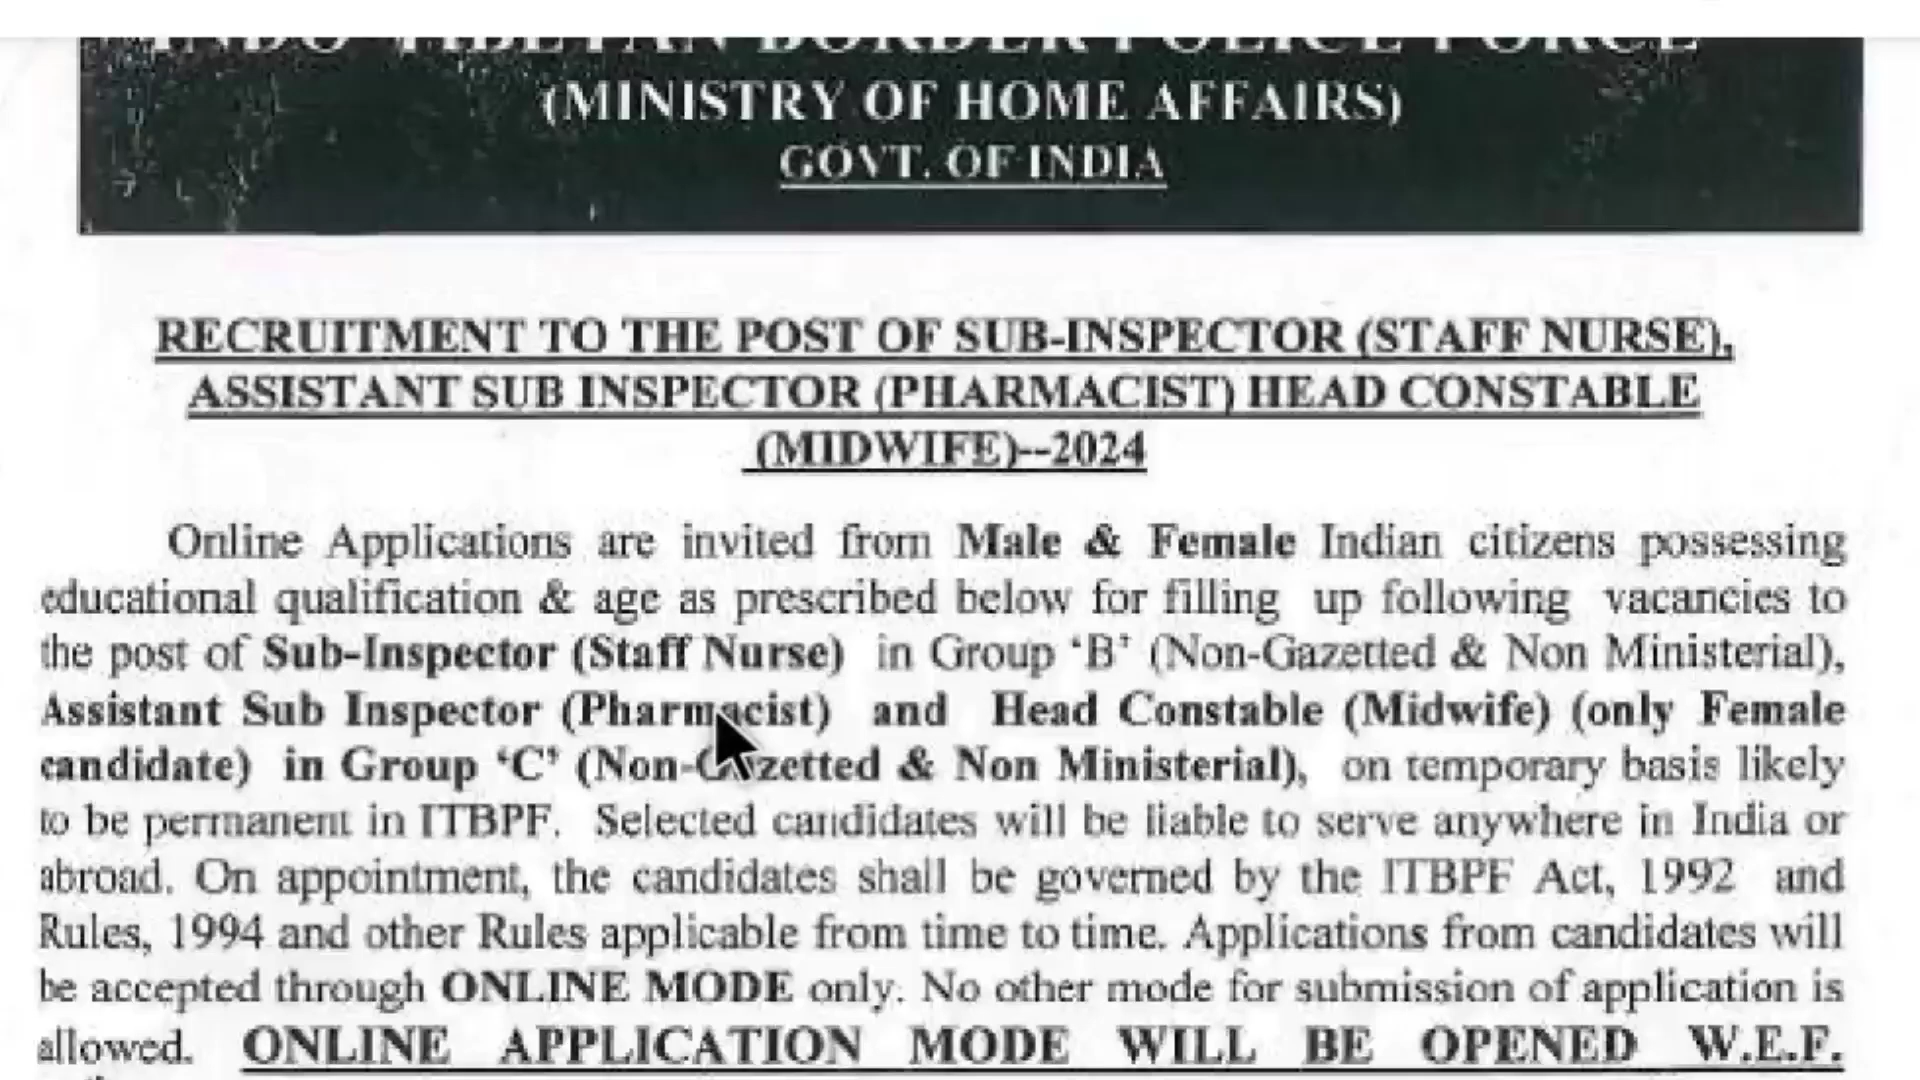 INDO-TIBETAN BORDER POLICE FORCE
(MINISTRY OF HOME AFFAIRS)
GOVT. OF INDIA
RECRUITMENT TO THE POST OF SUB-INSPECTOR (STAFF NURSE),
ASSISTANT SUB INSPECTOR (PHARMACIST) HEAD CONSTABLE
(MIDWIFE)--2024
Online Applications are invited from Male & Female Indian citizens possessing
educational qualification & age as prescribed below for filling up following vacancies to
the post of Sub-Inspector (Staff Nurse) in Group 'B' (Non-Gazetted & Non Ministerial),
Assistant Sub Inspector (Pharmacist) and Head Constable (Midwife) (only Female
candidate) in Group 'C' (Non-Gazetted & Non Ministerial), on temporary basis likely
to be permanent in ITBPF. Selected candidates will be liable to serve anywhere in India or
abroad. On appointment, the candidates shall be governed by the ITBPF Act, 1992 and
Rules, 1994 and other Rules applicable from time to time. Applications from candidates will
be accepted through ONLINE MODE only. No other mode for submission of application is
allowed. ONLINE APPLICATION MODE WILL BE OPENED W.E.F.